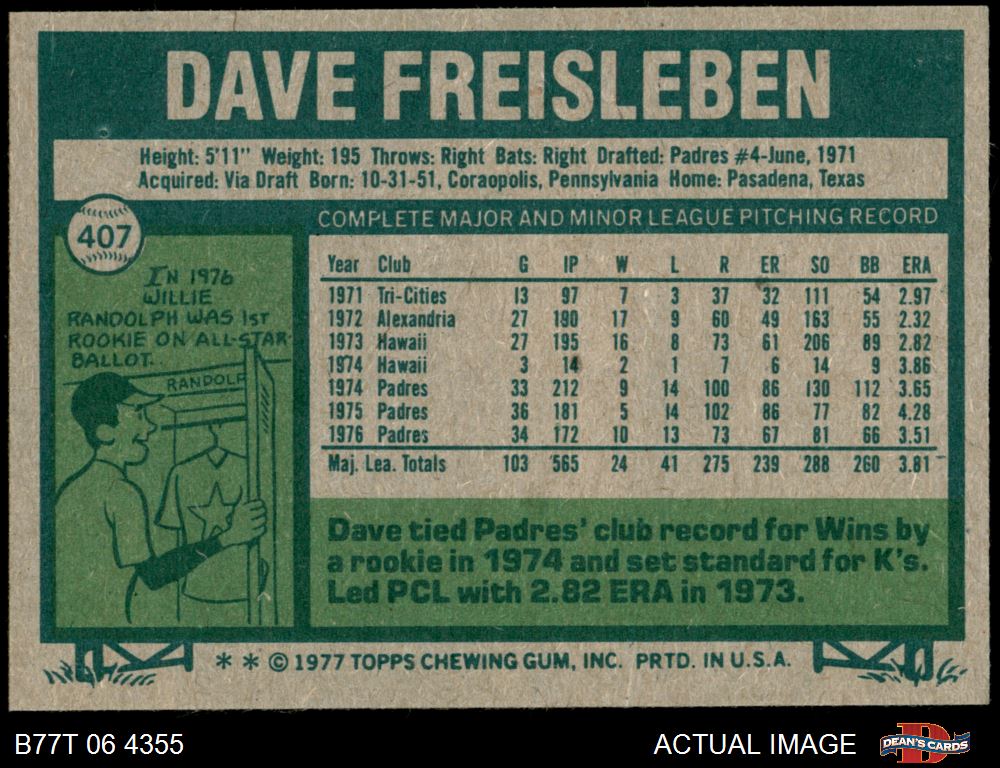 DAVE FREISLEBEN
Height: 5'11" Weight: 195 Throws: Right Bats: Right Drafted: Padres #4-June, 1971
Acquired: Via Draft Born: 10-31-51, Coraopolis, Pennsylvania Home: Pasadena, Texas
407
IN 1976
WILLIE
RANDOLPH WAS 1ST
ROOKIE ON ALL-STAR
BALLOT.
RANDOLP
COMPLETE MAJOR AND MINOR LEAGUE PITCHING RECORD
Year Club G IP W L R ER SO BB ERA
1971 Tri-Cities 13 97 7 3 37 32 111 54 2.97
1972 Alexandria 27 190 17 9 60 49 163 55 2.32
1973 Hawaii 27 195 16 8 73 61 206 89 2.82
1974 Hawaii 3 14 2 1 7 6 14 9 3.86
1974 Padres 33 212 9 14 100 86 130 112 3.65
1975 Padres 36 181 5 14 102 86 77 82 4.28
1976 Padres 34 172 10 13 73 67 81 66 3.51
Maj. Lea. Totals 103 565 24 41 275 239 288 260 3.81
Dave tied Padres' club record for Wins by
a rookie in 1974 and set standard for K's.
Led PCL with 2.82 ERA in 1973.
* * © 1977 TOPPS CHEWING GUM, INC. PRTD. IN U.S.A.
B77T 06 4355
ACTUAL IMAGE
DEAN'S CARDS